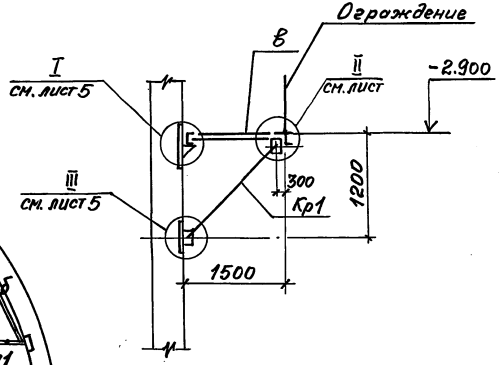 Ограждение
в
I
см. лист 5
II
см. лист
-2.900
III
см. лист 5
300
1200
Кр1
1500
б